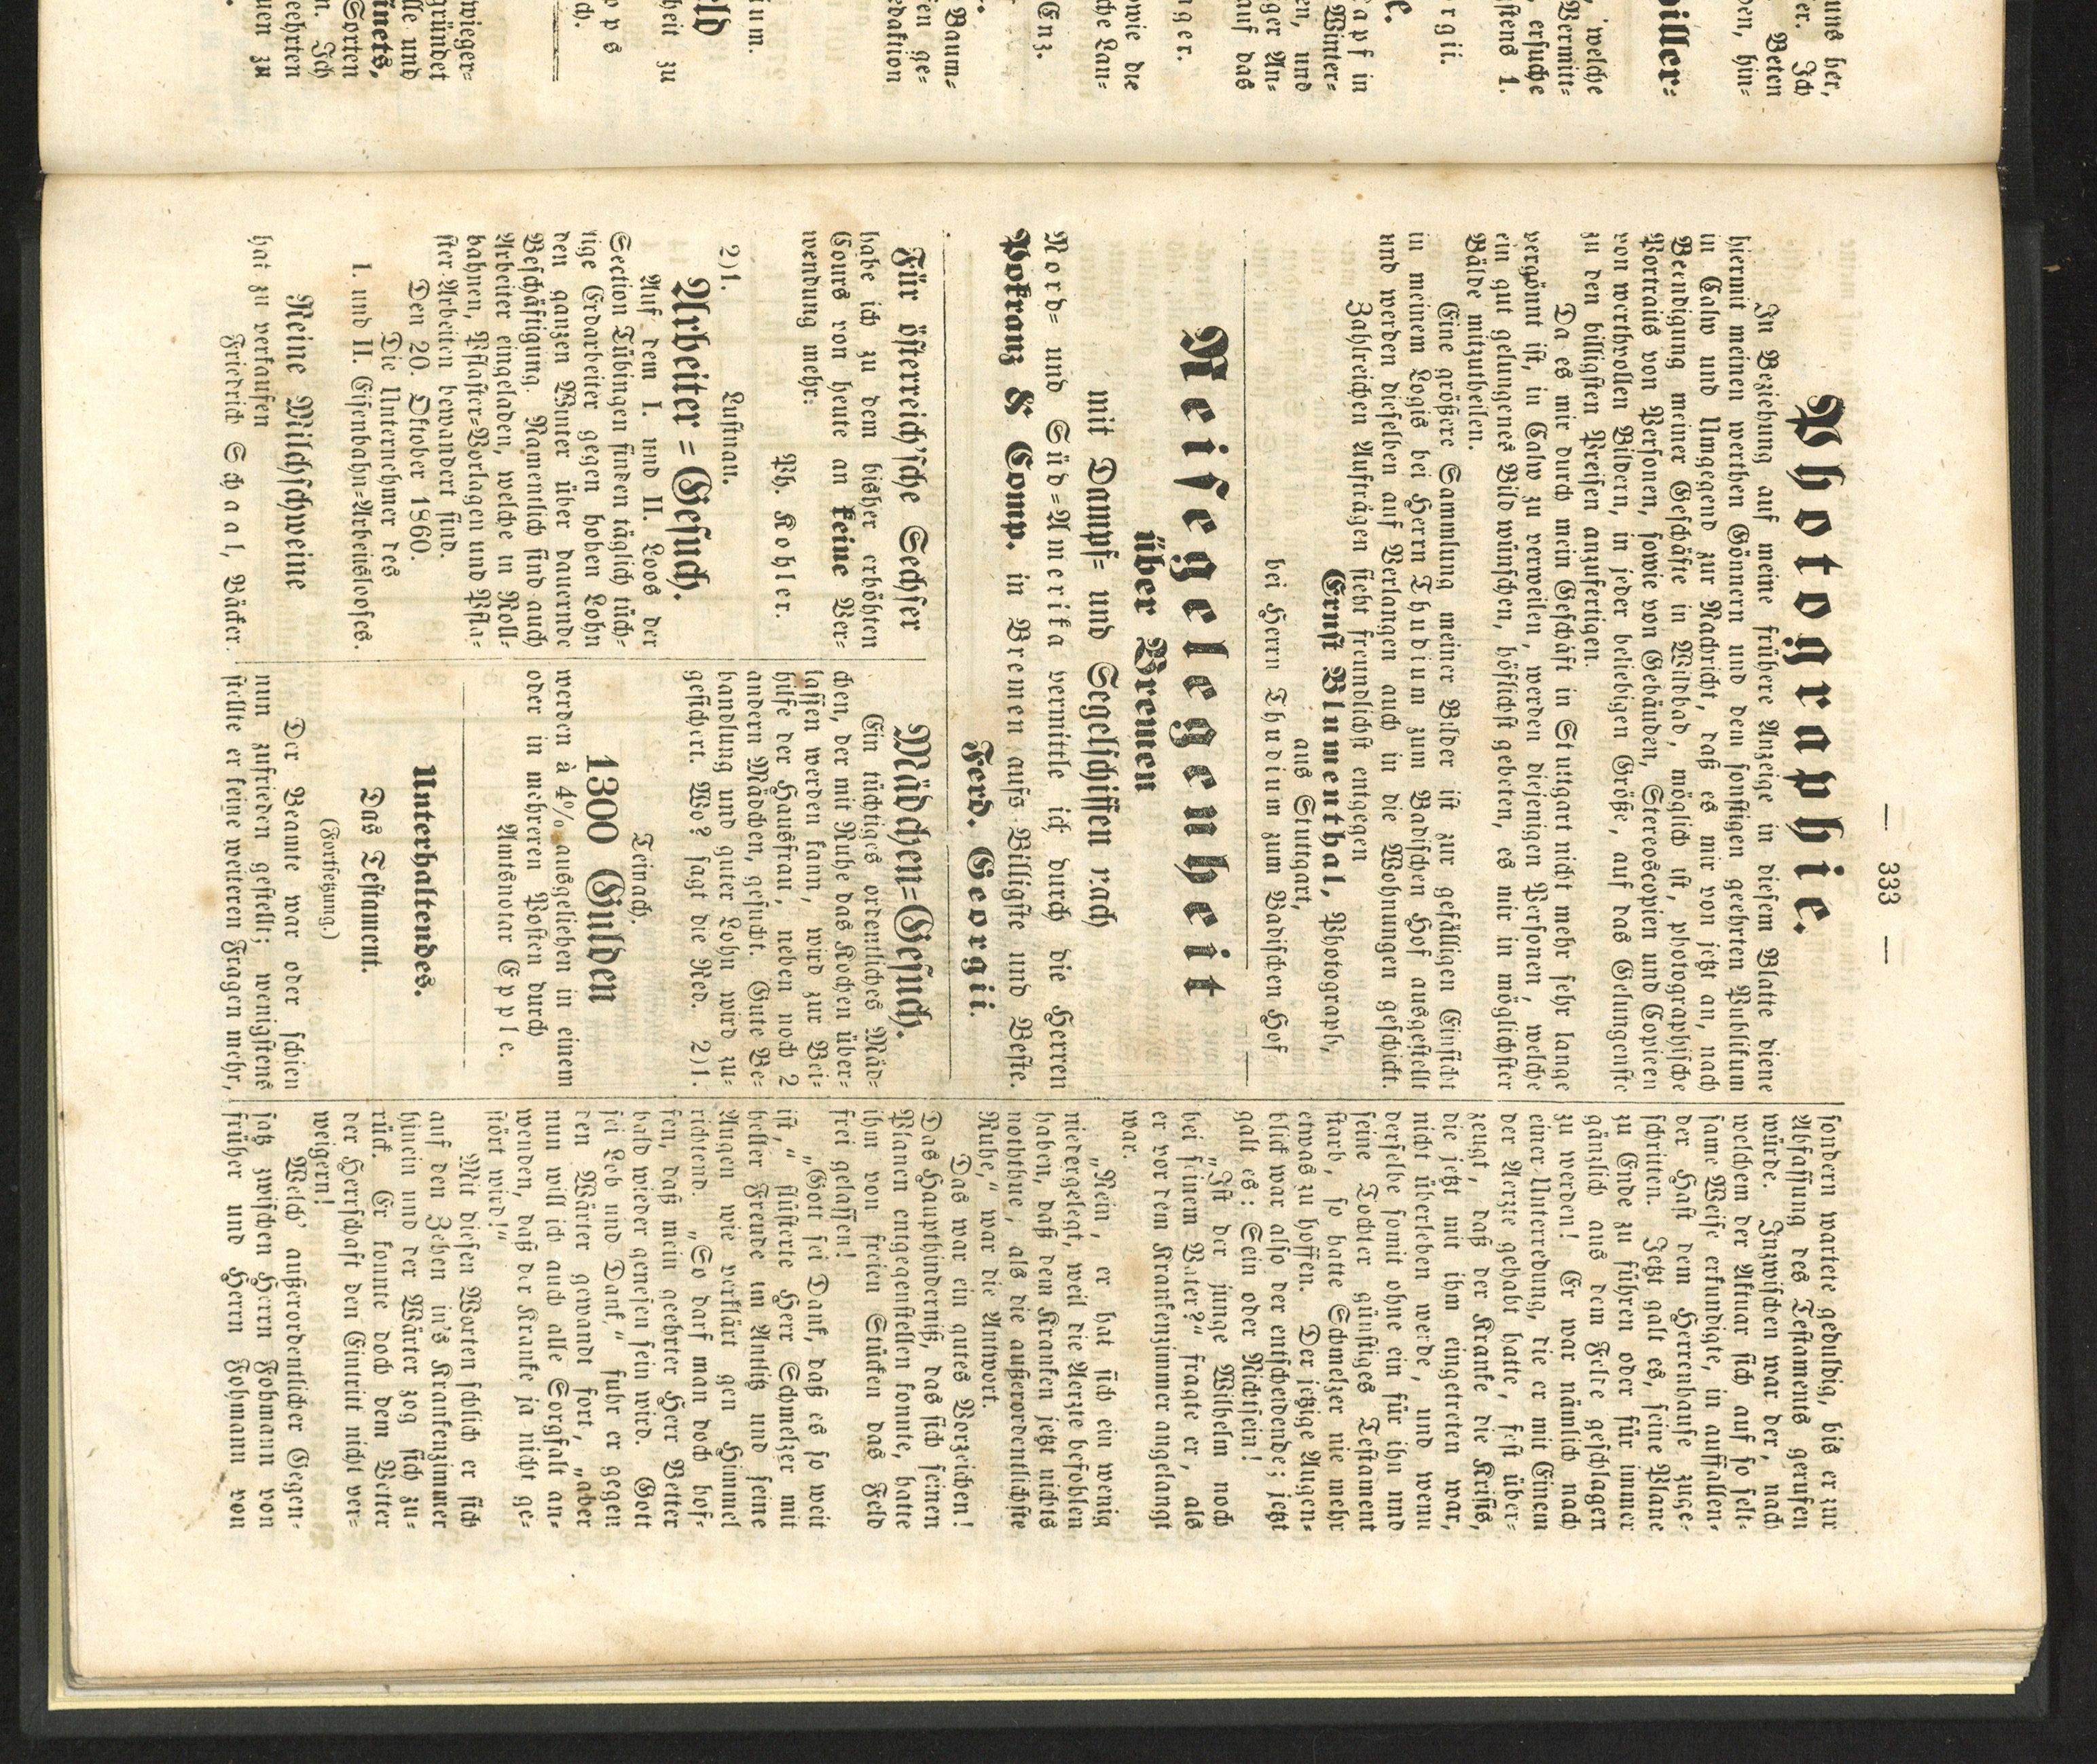 — 333 —
Photographie.
In Beziehung auf meine frühere Anzeige in diesem Blatte diene
hiermit meinen werthen Gönnern und den sonstigen geehrten Publikum
in Calw und Umgegend zur Nachricht, daß es mir von jetzt an, nach
Beendigung meiner Geschäfte in Wildbad, möglich ist, photographische
Portraits von Personen, sowie von Gebäuden, Stereoscopien und Copieen
von werthvollen Bildern, in jeder beliebigen Größe, auf das Gelungenste
zu den billigsten Preisen anzufertigen.
Da es mir durch mein Geschäft in Stuttgart nicht mehr sehr lange
vergönnt ist, in Calw zu verweilen, werden diejenigen Personen, welche
ein gut gelungenes Bild wünschen, höflichst gebeten, es mir in möglichster
Bälde mitzutheilen.
Eine größere Sammlung meiner Bilder ist zur gefälligen Einsicht
in meinem Logis bei Herrn Thudium zum Badischen Hof ausgestellt
und werden dieselben auf Verlangen auch in die Wohnungen geschickt.
Zahlreichen Aufträgen sieht freundlichst entgegen
Ernst Blumenthal, Photograph,
aus Stuttgart,
bei Herrn Thudium zum Badischen Hof
Reisegelegenheit
über Bremen
mit Dampf= und Segelschiffen nach
Nord= und Süd=Amerika vermittle ich durch die Herren
Pokranz & Comp. in Bremen aufs Billigste und Beste.
Ferd. Georgii.
Für österreich'sche Sechser
habe ich zu dem bisher erhöhten
Cours von heute an keine Ver=
wendung mehr.
Ph. Kohler.
Lustnau.
2)1.
Arbeiter=Gesuch.
Auf dem I. und II. Loos der
Section Tübingen finden täglich tüch=
tige Erdarbeiter gegen hohen Lohn
den ganzen Winter über dauernde
Beschäftigung. Namentlich sind auch
Arbeiter eingeladen, welche in Roll=
bahnen, Pflaster=Vorlagen und Pfla=
ster=Arbeiten bewandert sind.
Den 20. Oktober 1860.
Die Unternehmer des
I. und II. Eisenbahn=Arbeitslooses.
Reine Milchschweine
hat zu verkaufen
Friedrich Schaal, Bäker.
Mädchen=Gesuch.
Ein tüchtiges ordentliches Mäd=
chen, der mit Ruhe das Kochen über=
lassen werden kann, wird zur Bei=
hilfe der Hausfrau, neben noch 2
andern Mädchen, gesucht. Gute Be=
handlung und guter Lohn wird zu=
gesichert. Wo? sagt die Red. 2)1.
Teinach.
1300 Gulden
werden à 4% ausgeliehen in einem
oder in mehreren Posten durch
Amtsnotar Epple.
Unterhaltendes.
Das Testament.
(Fortsetzung.)
Der Beamte war oder schien
nun zufrieden gestellt; wenigstens
stellte er keine weiteren Fragen mehr,
sondern wartete geduldig, bis er zur
Abfassung des Testaments gerufen
würde. Inzwischen war der, nach
welchem der Aktuar sich auf so selt=
same Weise erkundigte, in auffallen=
der Hast dem Herrenhause zuge=
schritten. Jetzt galt es, seine Plane
zu Ende zu führen oder für immer
gänzlich aus dem Felde geschlagen
zu werden! Er war nämlich nach
einer Unterredung, die er mit Einem
der Aerzte gehabt hatte, fest über=
zeugt, daß der Kranke die Krisis,
die jetzt mit ihm eingetreten war,
nicht überleben werde, und wenn
derselbe somit ohne ein für ihn und
seine Tochter günstiges Testament
starb, so hatte Schmelzer nie mehr
etwas zu hoffen. Der jetzige Augen=
blick war also der entscheidende; jetzt
galt es: Sein oder Nichtsein!
„Ist der junge Wilhelm noch
bei seinem Vater?“ fragte er, als
er vor dem Krankenzimmer angelangt
war.
„Nein, er hat sich ein wenig
niedergelegt, weil die Aerzte befohlen
haben, daß dem Kranken jetzt nichts
noththue, als die außerordentlichste
Ruhe,“ war die Antwort.
Das war ein gutes Vorzeichen!
Das Haupthinderniß, das sich seinen
Planen entgegenstellen konnte, hatte
ihm von freien Stücken das Feld
frei gelassen!
„Gott sei Dank, daß es so weit
ist,“ flüsterte Herr Schmelzer mit
heller Freude im Antlitz und seine
Augen wie verklärt gen Himmel
richtend. „So darf man doch hof=
fen, daß mein geehrter Herr Vetter
bald wieder genesen sein wird. Gott
sei Lob und Dank,“ fuhr er gegen
den Wärter gewandt fort, „aber
nun will ich auch alle Sorgfalt an=
wenden, daß der Kranke ja nicht ge=
stört wird!“
Mit diesen Worten schlich er sich
auf den Zehen in's Krankenzimmer
hinein und der Wärter zog sich zu=
rück. Er konnte doch dem Vetter
der Herrschaft den Eintritt nicht ver=
weigern!
Welch' außerordentlicher Gegen=
satz zwischen Herrn Fohmann von
früher und Herrn Fohmann von